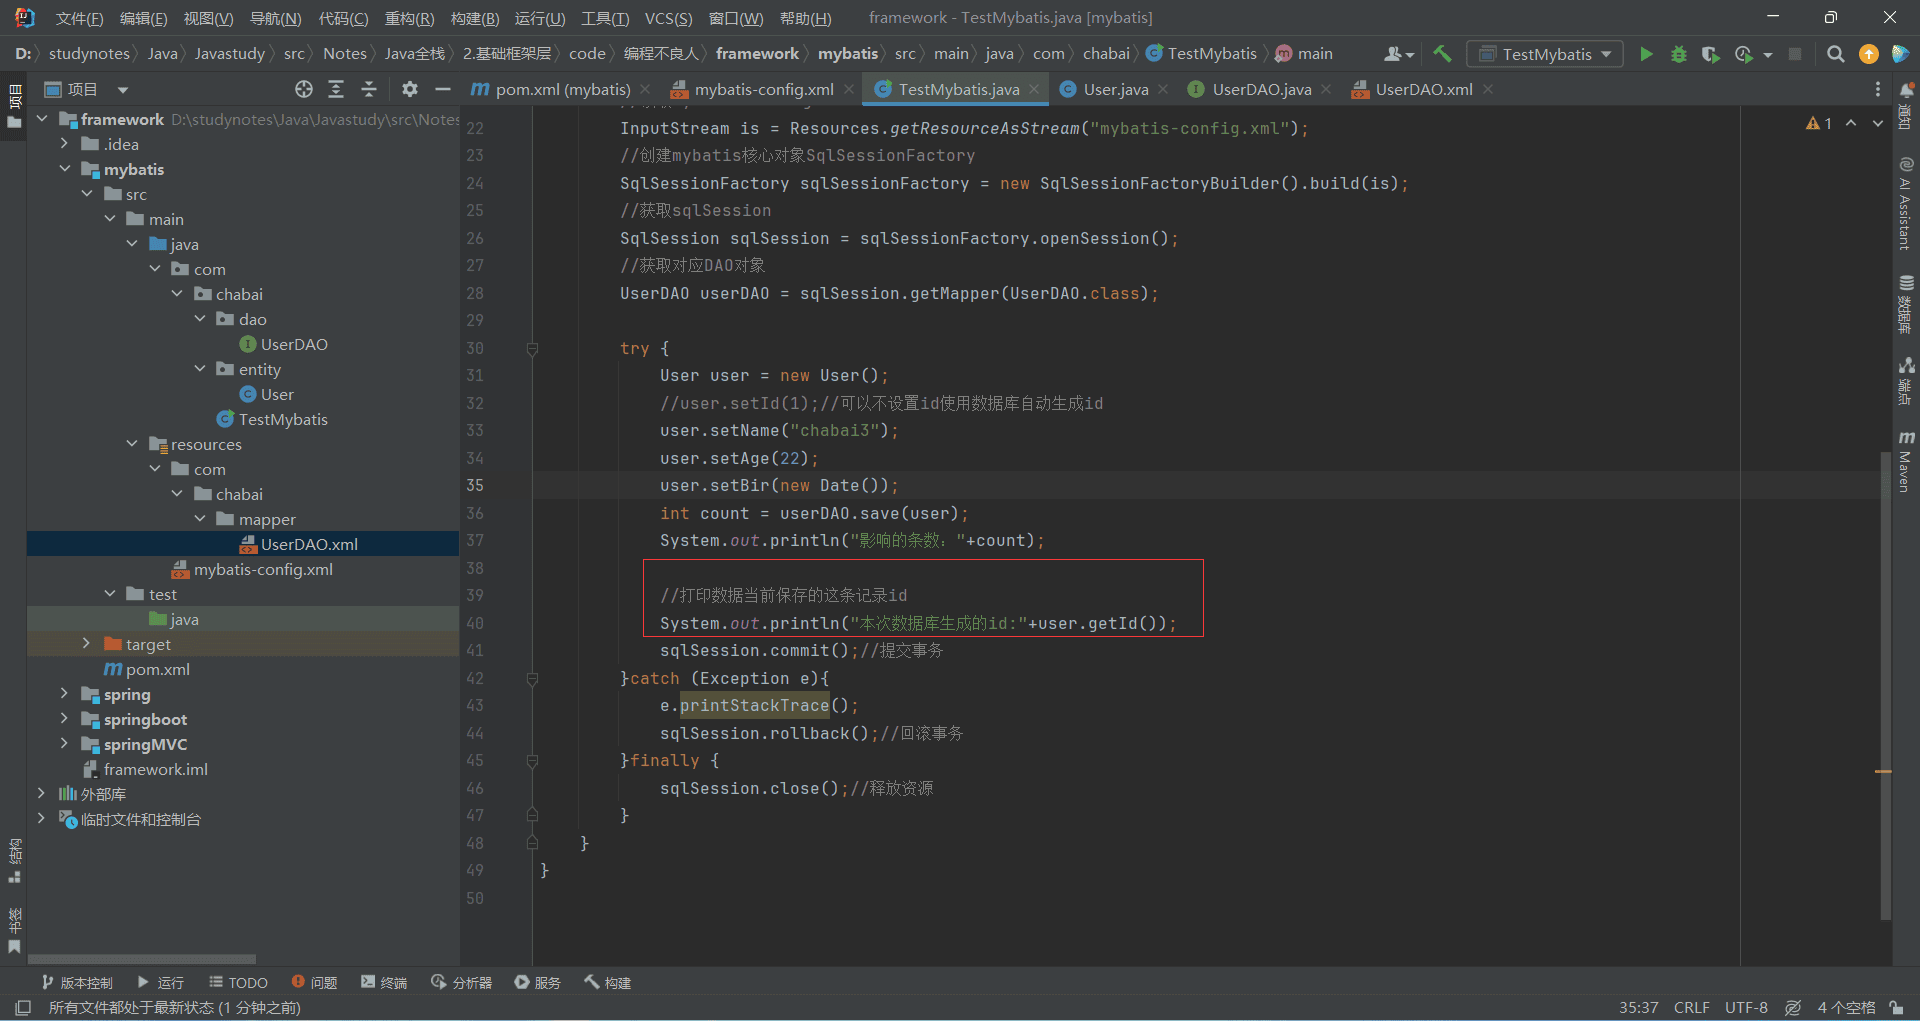 文件(F) 编辑(E) 视图(V) 导航(N) 代码(C) 重构(R) 构建(B) 运行(U) 工具(T) VCS(S) 窗口(W) 帮助(H) framework - TestMybatis.java [mybatis]
D: studynotes Java Javastudy src Notes Java全栈 2.基础框架层 code 编程不良人 framework mybatis src main java com chabai TestMybatis main TestMybatis
项目 pom.xml (mybatis) mybatis-config.xml TestMybatis.java User.java UserDAO.java UserDAO.xml
项目
framework D:\studynotes\Java\Javastudy\src\Notes
.idea
mybatis
src
main
java
com
chabai
dao
UserDAO
entity
User
TestMybatis
resources
com
chabai
mapper
UserDAO.xml
mybatis-config.xml
test
java
target
pom.xml
spring
springboot
springMVC
framework.iml
外部库
临时文件和控制台
结构
书签
1
22 InputStream is = Resources.getResourceAsStream("mybatis-config.xml");
23 //创建mybatis核心对象SqlSessionFactory
24 SqlSessionFactory sqlSessionFactory = new SqlSessionFactoryBuilder().build(is);
25 //获取sqlSession
26 SqlSession sqlSession = sqlSessionFactory.openSession();
27 //获取对应DAO对象
28 UserDAO userDAO = sqlSession.getMapper(UserDAO.class);
29
30 try {
31 User user = new User();
32 //user.setId(1);//可以不设置id使用数据库自动生成id
33 user.setName("chabai3");
34 user.setAge(22);
35 user.setBir(new Date());
36 int count = userDAO.save(user);
37 System.out.println("影响的条数："+count);
38
39 //打印数据当前保存的这条记录id
40 System.out.println("本次数据库生成的id:"+user.getId());
41 sqlSession.commit();//提交事务
42 }catch (Exception e){
43 e.printStackTrace();
44 sqlSession.rollback();//回滚事务
45 }finally {
46 sqlSession.close();//释放资源
47 }
48 }
49 }
50
通知
AI Assistant
数据库
端点
Maven
版本控制 运行 TODO 问题 终端 分析器 服务 构建
所有文件都处于最新状态 (1 分钟之前) 35:37 CRLF UTF-8 4 个空格